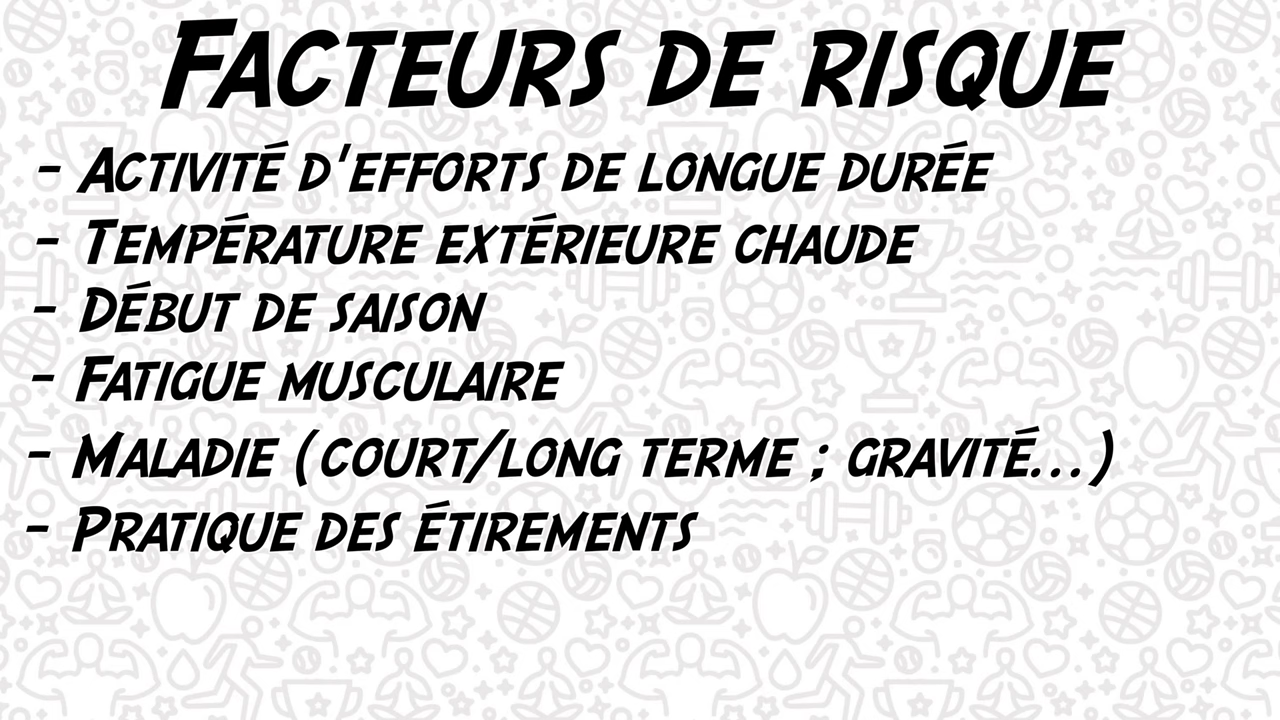 Facteurs de risque
- Activité d'efforts de longue durée
- Température extérieure chaude
- Début de saison
- Fatigue musculaire
- Maladie (court/long terme ; gravité...)
- Pratique des étirements